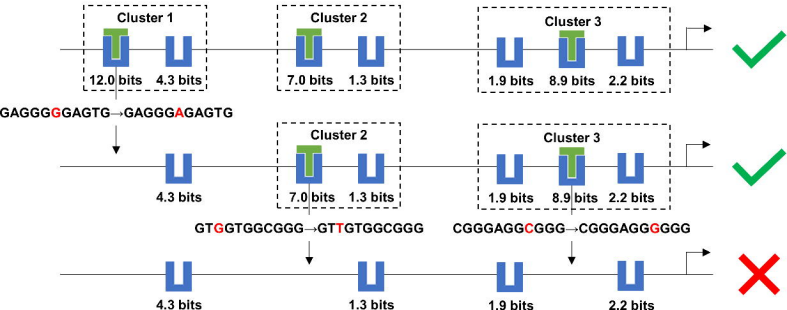 Cluster 1 Cluster 2 Cluster 3
12.0 bits 4.3 bits 7.0 bits 1.3 bits 1.9 bits 8.9 bits 2.2 bits
GAGGGGGAGTG→GAGGGAGAGTG
Cluster 2 Cluster 3
4.3 bits 7.0 bits 1.3 bits 1.9 bits 8.9 bits 2.2 bits
GTGGTGGCGGG→GTTGTGGCGGG CGGGAGGCGGG→CGGGAGGGGGG
4.3 bits 1.3 bits 1.9 bits 2.2 bits